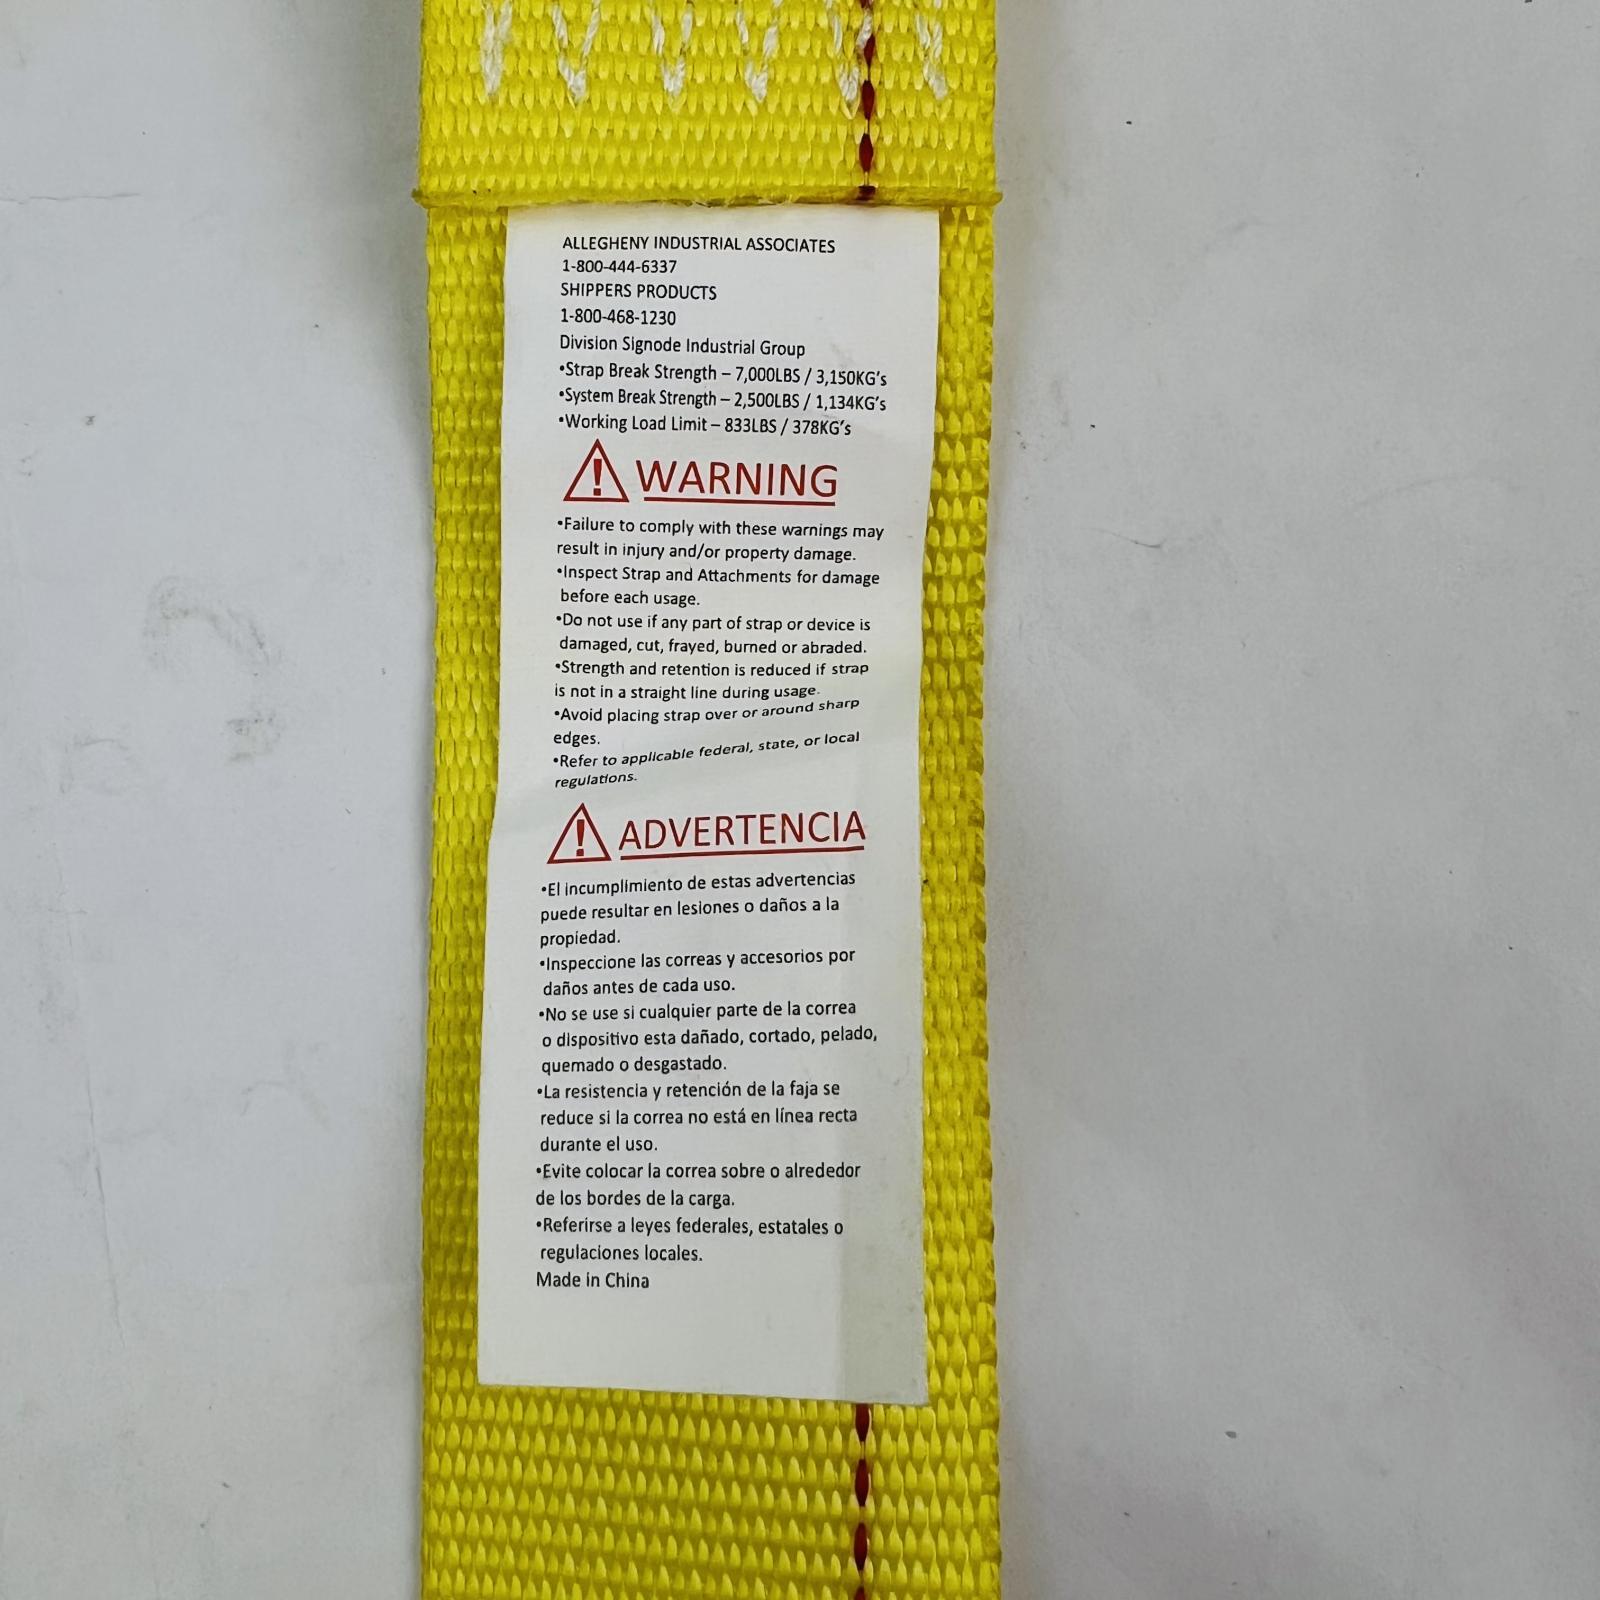 ALLEGHENY INDUSTRIAL ASSOCIATES
1-800-444-6337
SHIPPERS PRODUCTS
1-800-468-1230
Division Signode Industrial Group
•Strap Break Strength – 7,000LBS / 3,150KG's
•System Break Strength – 2,500LBS / 1,134KG's
•Working Load Limit – 833LBS / 378KG's
WARNING
•Failure to comply with these warnings may
result in injury and/or property damage.
•Inspect Strap and Attachments for damage
before each usage.
•Do not use if any part of strap or device is
damaged, cut, frayed, burned or abraded.
•Strength and retention is reduced if strap
is not in a straight line during usage.
•Avoid placing strap over or around sharp
edges.
•Refer to applicable federal, state, or local
regulations.
ADVERTENCIA
•El incumplimiento de estas advertencias
puede resultar en lesiones o daños a la
propiedad.
•Inspeccione las correas y accesorios por
daños antes de cada uso.
•No se use si cualquier parte de la correa
o dispositivo esta dañado, cortado, pelado,
quemado o desgastado.
•La resistencia y retención de la faja se
reduce si la correa no está en línea recta
durante el uso.
•Evite colocar la correa sobre o alrededor
de los bordes de la carga.
•Referirse a leyes federales, estatales o
regulaciones locales.
Made in China